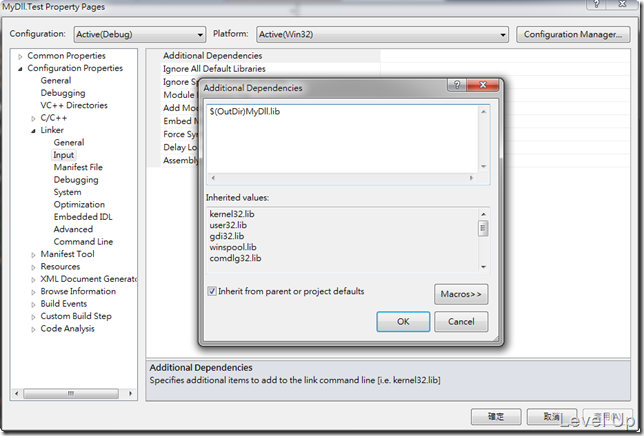 MyDll.Test Property Pages
Configuration: Active(Debug) Platform: Active(Win32) Configuration Manager...
Common Properties
Configuration Properties
General
Debugging
VC++ Directories
C/C++
Linker
General
Input
Manifest File
Debugging
System
Optimization
Embedded IDL
Advanced
Command Line
Manifest Tool
Resources
XML Document Generato
Browse Information
Build Events
Custom Build Step
Code Analysis
Additional Dependencies
Ignore All Default Libraries
Ignore Sp
Module
Add Mod
Embed M
Force Sy
Delay Lo
Assembly
Additional Dependencies
$(OutDir)MyDll.lib
Inherited values:
kernel32.lib
user32.lib
gdi32.lib
winspool.lib
comdlg32.lib
Inherit from parent or project defaults
Macros>>
OK Cancel
Additional Dependencies
Specifies additional items to add to the link command line [i.e. kernel32.lib]
確定 取消
Level Up